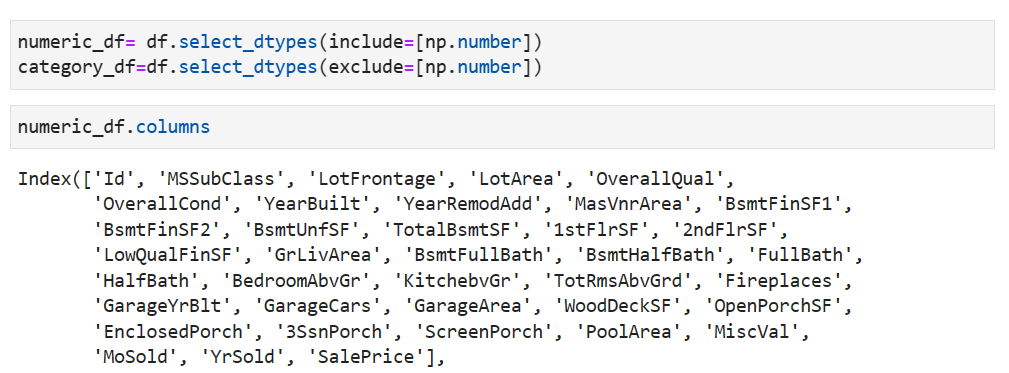 numeric_df= df.select_dtypes(include=[np.number])
category_df=df.select_dtypes(exclude=[np.number])
numeric_df.columns
Index(['Id', 'MSSubClass', 'LotFrontage', 'LotArea', 'OverallQual',
'OverallCond', 'YearBuilt', 'YearRemodAdd', 'MasVnrArea', 'BsmtFinSF1',
'BsmtFinSF2', 'BsmtUnfSF', 'TotalBsmtSF', '1stFlrSF', '2ndFlrSF',
'LowQualFinSF', 'GrLivArea', 'BsmtFullBath', 'BsmtHalfBath', 'FullBath',
'HalfBath', 'BedroomAbvGr', 'KitchebvGr', 'TotRmsAbvGrd', 'Fireplaces',
'GarageYrBlt', 'GarageCars', 'GarageArea', 'WoodDeckSF', 'OpenPorchSF',
'EnclosedPorch', '3SsnPorch', 'ScreenPorch', 'PoolArea', 'MiscVal',
'MoSold', 'YrSold', 'SalePrice'],